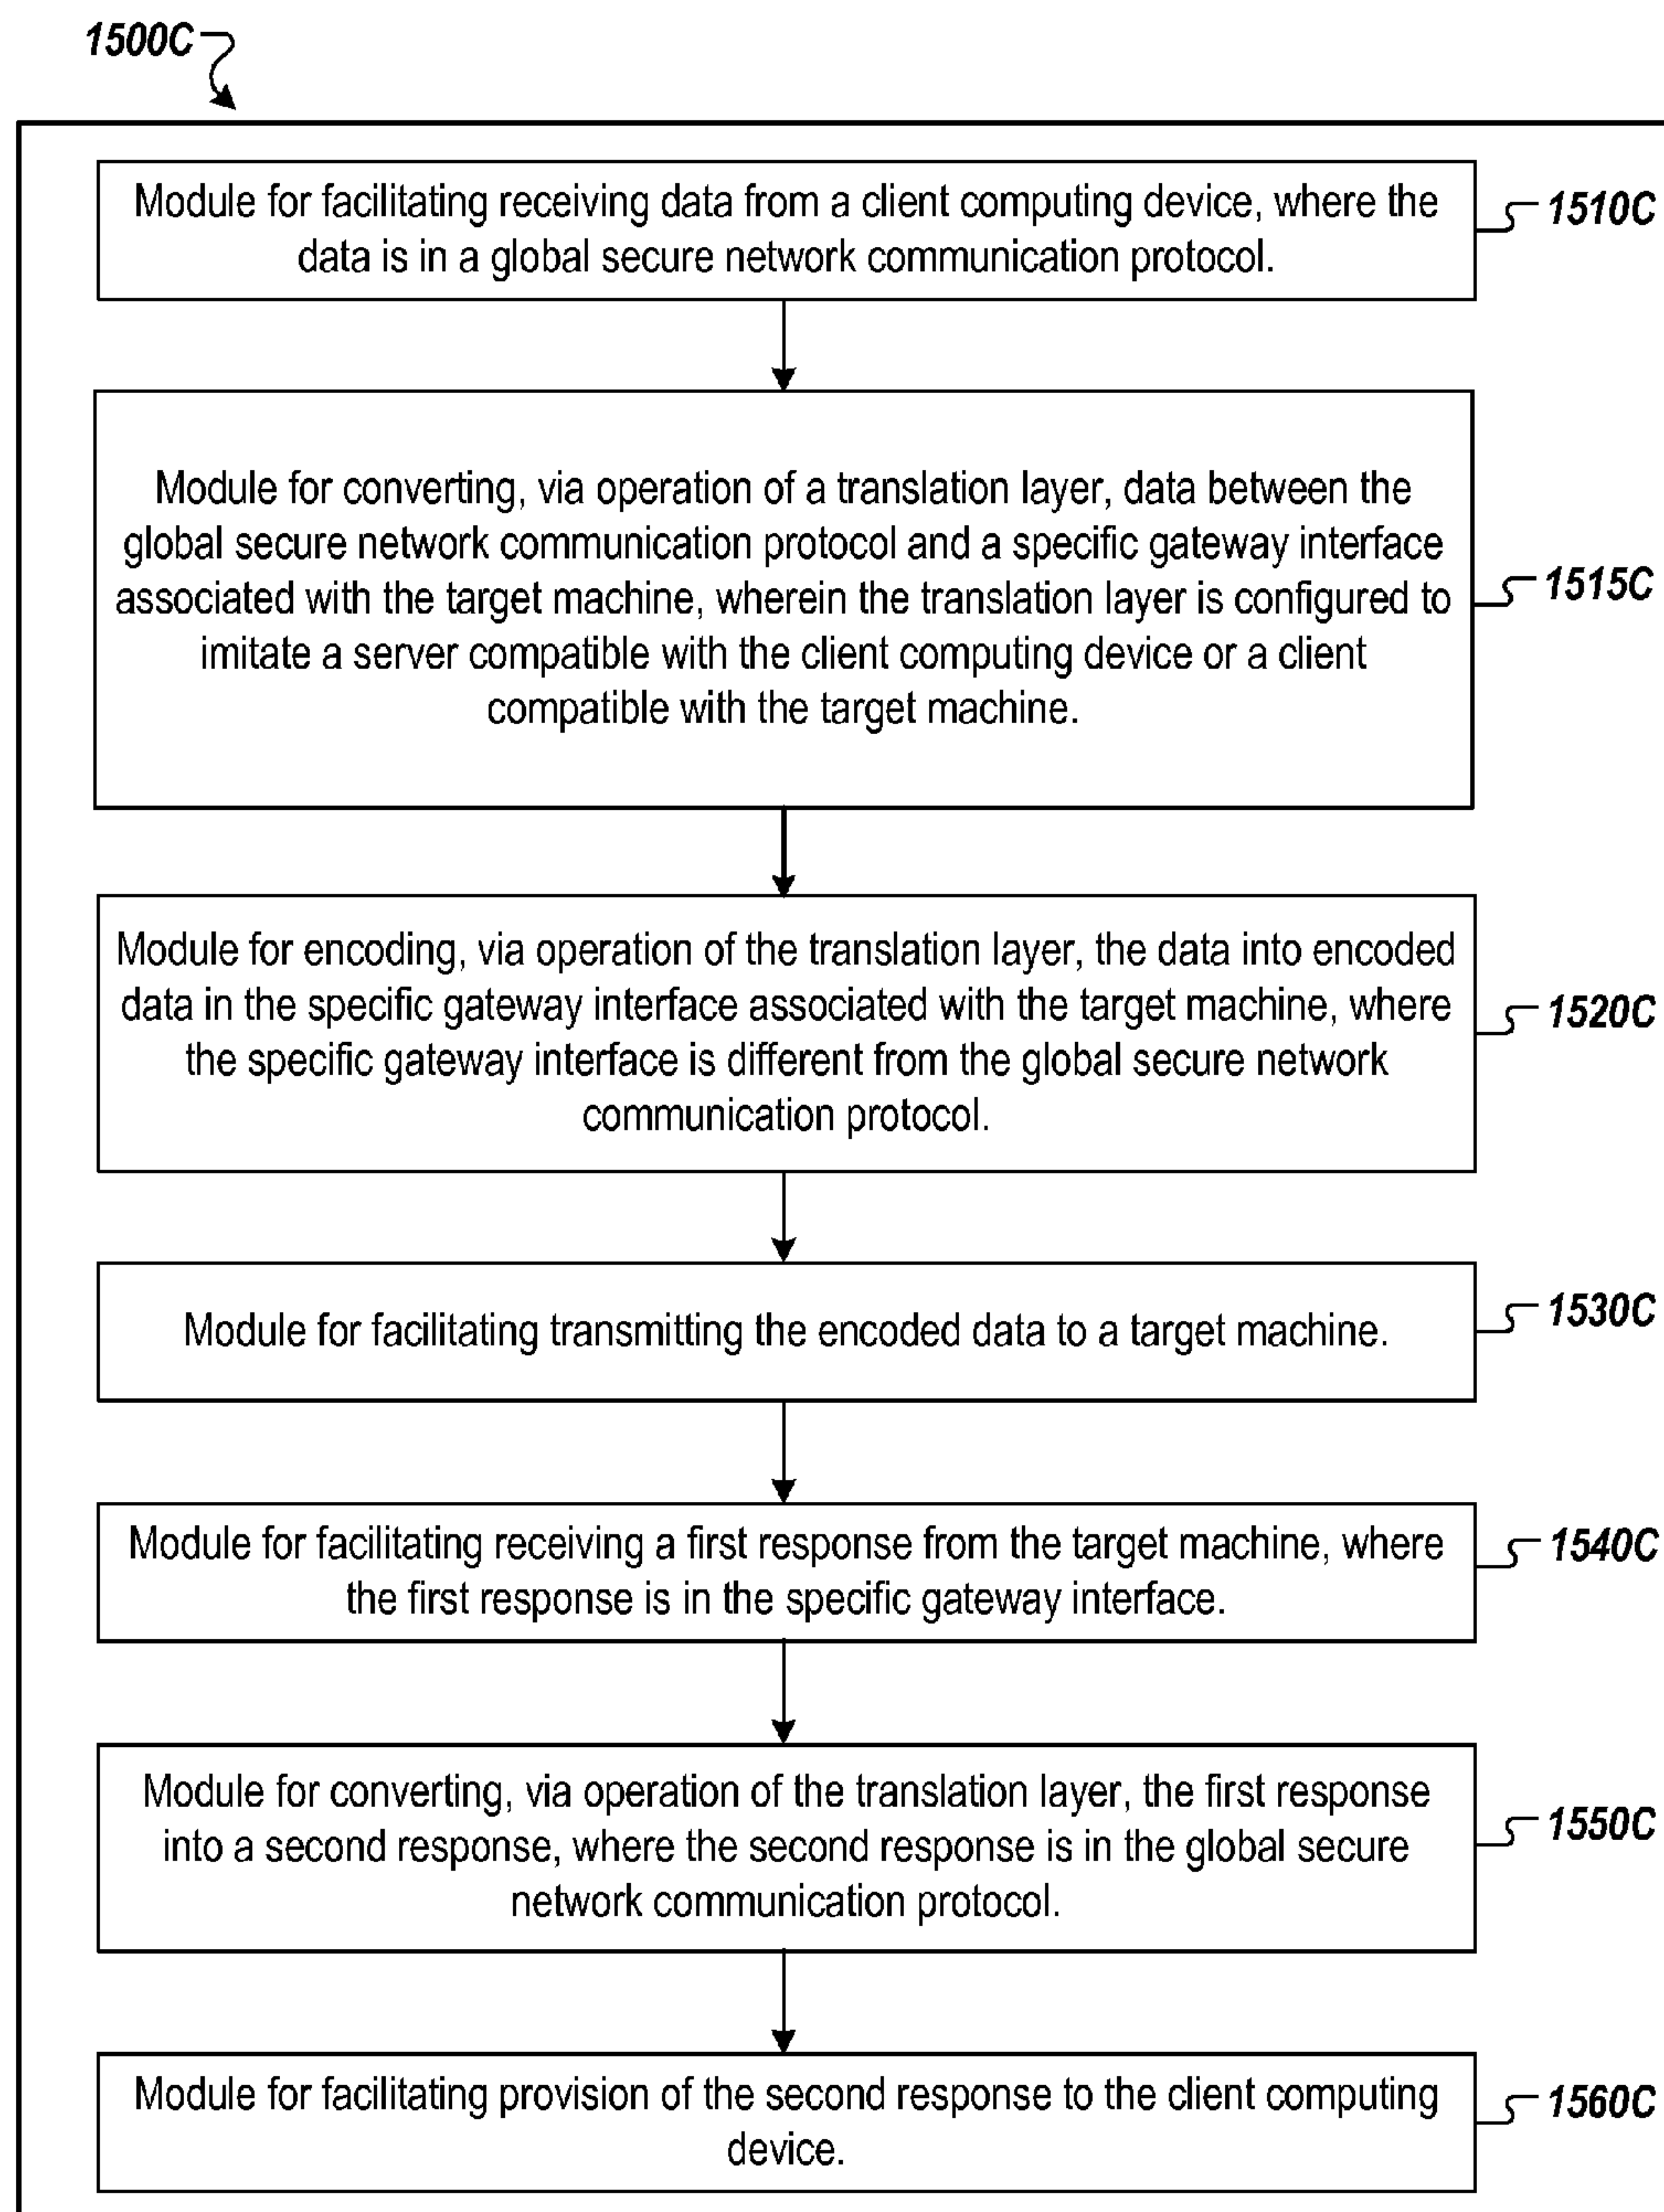 1500C
Module for facilitating receiving data from a client computing device, where the
data is in a global secure network communication protocol.
1510C
Module for converting, via operation of a translation layer, data between the
global secure network communication protocol and a specific gateway interface
associated with the target machine, wherein the translation layer is configured to
imitate a server compatible with the client computing device or a client
compatible with the target machine.
1515C
Module for encoding, via operation of the translation layer, the data into encoded
data in the specific gateway interface associated with the target machine, where
the specific gateway interface is different from the global secure network
communication protocol.
1520C
Module for facilitating transmitting the encoded data to a target machine.
1530C
Module for facilitating receiving a first response from the target machine, where
the first response is in the specific gateway interface.
1540C
Module for converting, via operation of the translation layer, the first response
into a second response, where the second response is in the global secure
network communication protocol.
1550C
Module for facilitating provision of the second response to the client computing
device.
1560C